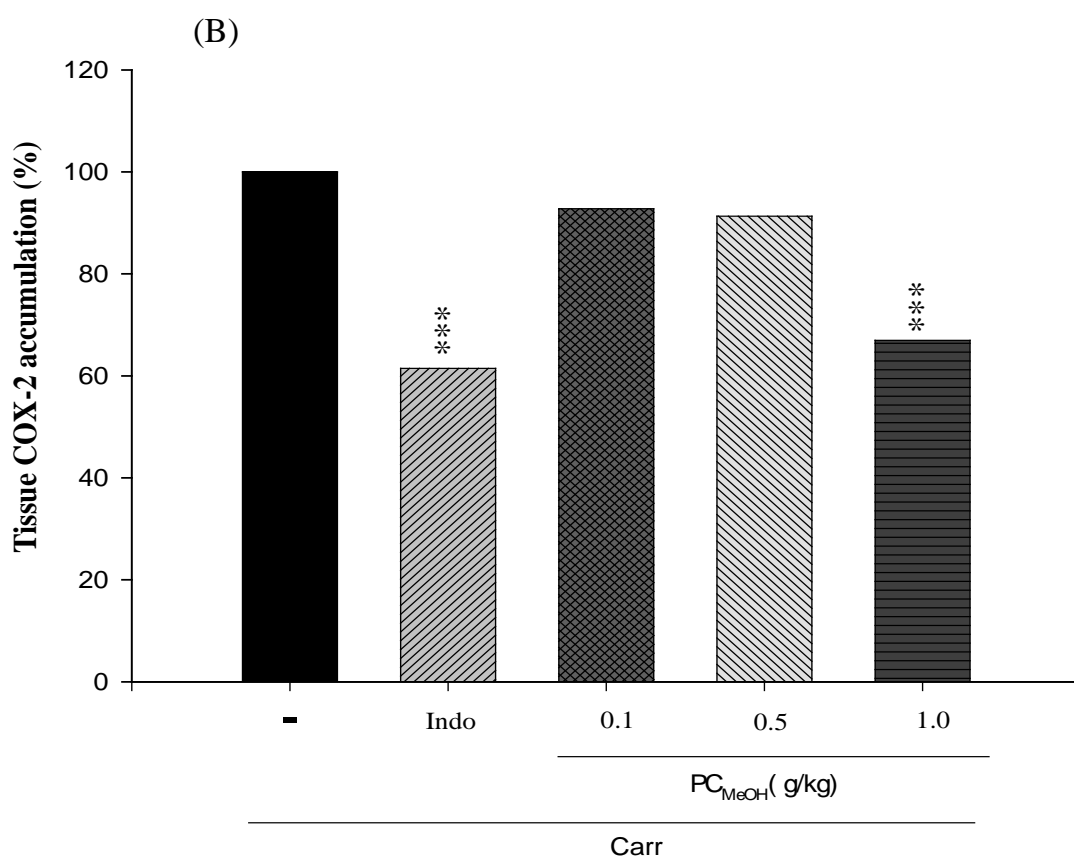 (B)
Tissue COX-2 accumulation (%)
120
100
80
60
40
20
0
***
***
- Indo 0.1 0.5 1.0
PCMeOH( g/kg)
Carr